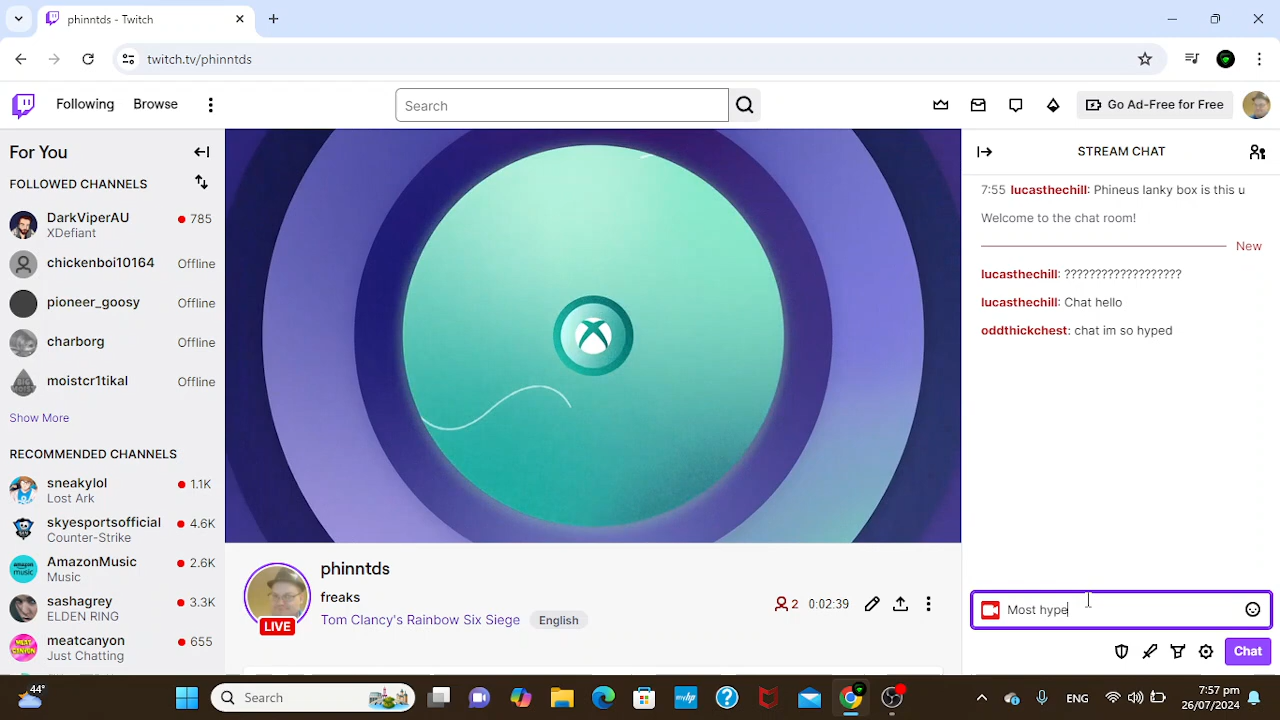 phinntds - Twitch
twitch.tv/phinntds
Following
Browse
Search
Go Ad-Free for Free
For You
FOLLOWED CHANNELS
DarkViperAU
785
XDefiant
chickenboi10164
Offline
pioneer_goosy
Offline
charborg
Offline
moistcr1tikal
Offline
Show More
RECOMMENDED CHANNELS
sneakylol
1.1K
Lost Ark
skyesportsofficial
4.6K
Counter-Strike
AmazonMusic
2.6K
Music
sashagrey
3.3K
ELDEN RING
meatcanyon
655
Just Chatting
phinntds
freaks
Tom Clancy's Rainbow Six Siege
English
LIVE
2
0:02:39
STREAM CHAT
7:55 lucasthechill: Phineus lanky box is this u
Welcome to the chat room!
New
lucasthechill: ???????????????????
lucasthechill: Chat hello
oddthickchest: chat im so hyped
Most hype
Chat
44°
Search
ENG
7:57 pm
26/07/2024